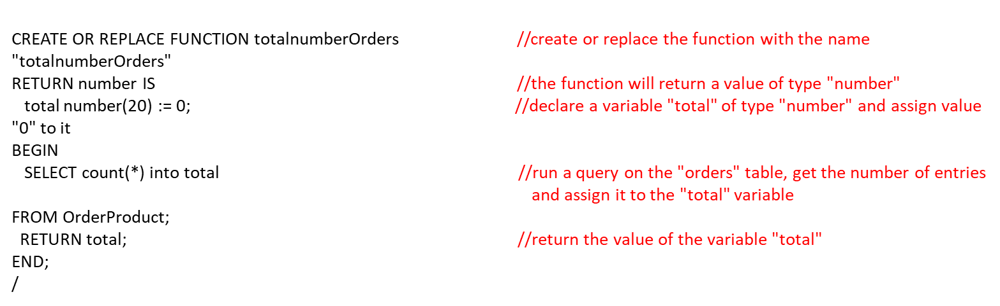 CREATE OR REPLACE FUNCTION totalnumberOrders //create or replace the function with the name
"totalnumberOrders"
RETURN number IS //the function will return a value of type "number"
total number(20) := 0; //declare a variable "total" of type "number" and assign value
"0" to it
BEGIN
SELECT count(*) into total //run a query on the "orders" table, get the number of entries
and assign it to the "total" variable
FROM OrderProduct;
RETURN total; //return the value of the variable "total"
END;
/